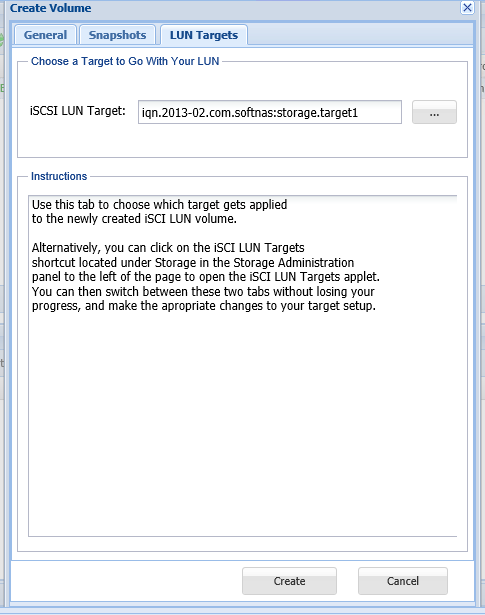 Create Volume
General Snapshots LUN Targets
Choose a Target to Go With Your LUN
iSCSI LUN Target: iqn.2013-02.com.softnas:storage.target1 ...
Instructions
Use this tab to choose which target gets applied
to the newly created iSCI LUN volume.
Alternatively, you can click on the iSCI LUN Targets
shortcut located under Storage in the Storage Administration
panel to the left of the page to open the iSCI LUN Targets applet.
You can then switch between these two tabs without losing your
progress, and make the apropriate changes to your target setup.
Create Cancel